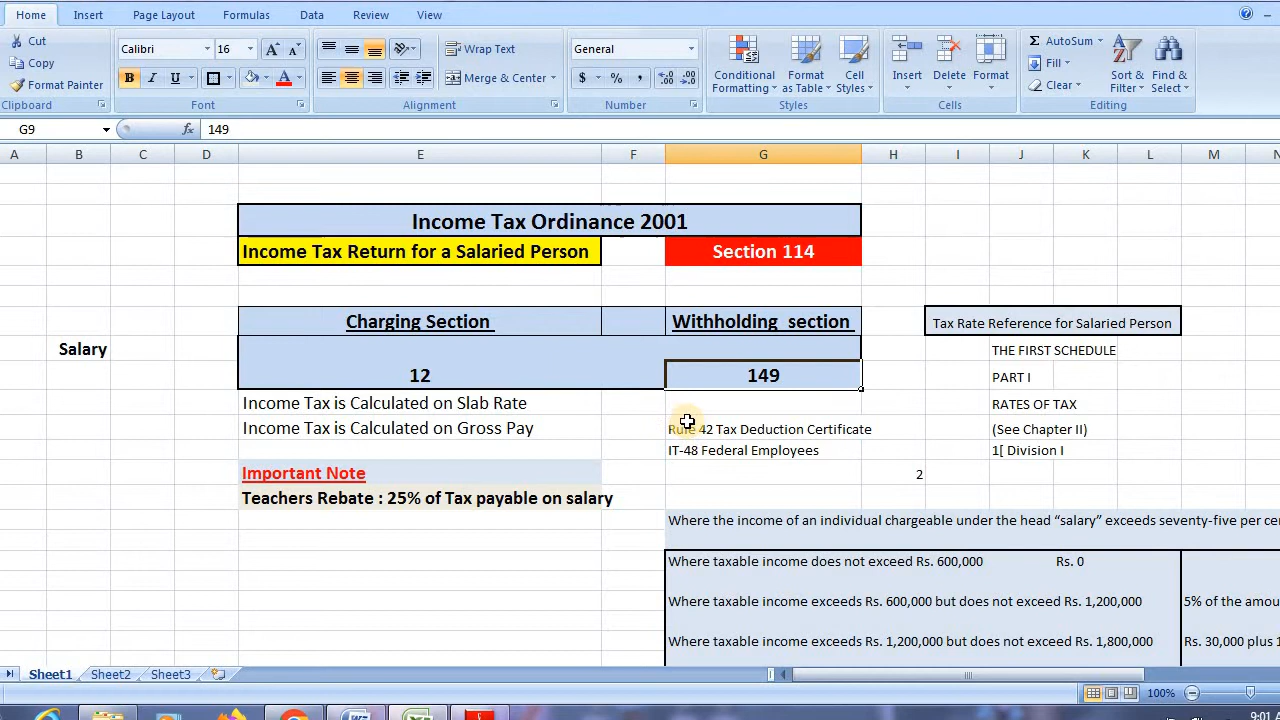 Home Insert Page Layout Formulas Data Review View
Cut
Copy
Format Painter
Clipboard
Calibri 16
B I U
Font
Wrap Text
Merge & Center
Alignment
General
$ % ,
Number
Conditional Formatting
Format as Table
Cell Styles
Styles
Insert Delete Format
Cells
AutoSum
Fill
Clear
Sort & Filter
Find & Select
Editing
G9 fx 149
A B C D E F G H I J K L M N
Income Tax Ordinance 2001
Income Tax Return for a Salaried Person Section 114
Charging Section Withholding section Tax Rate Reference for Salaried Person
Salary THE FIRST SCHEDULE
12 149 PART I
Income Tax is Calculated on Slab Rate RATES OF TAX
Income Tax is Calculated on Gross Pay Rule 42 Tax Deduction Certificate (See Chapter II)
IT-48 Federal Employees 1[ Division I
Important Note 2
Teachers Rebate : 25% of Tax payable on salary
Where the income of an individual chargeable under the head “salary” exceeds seventy-five per cen
Where taxable income does not exceed Rs. 600,000 Rs. 0
Where taxable income exceeds Rs. 600,000 but does not exceed Rs. 1,200,000 5% of the amou
Where taxable income exceeds Rs. 1,200,000 but does not exceed Rs. 1,800,000 Rs. 30,000 plus 1
Sheet1 Sheet2 Sheet3
100%
9:01